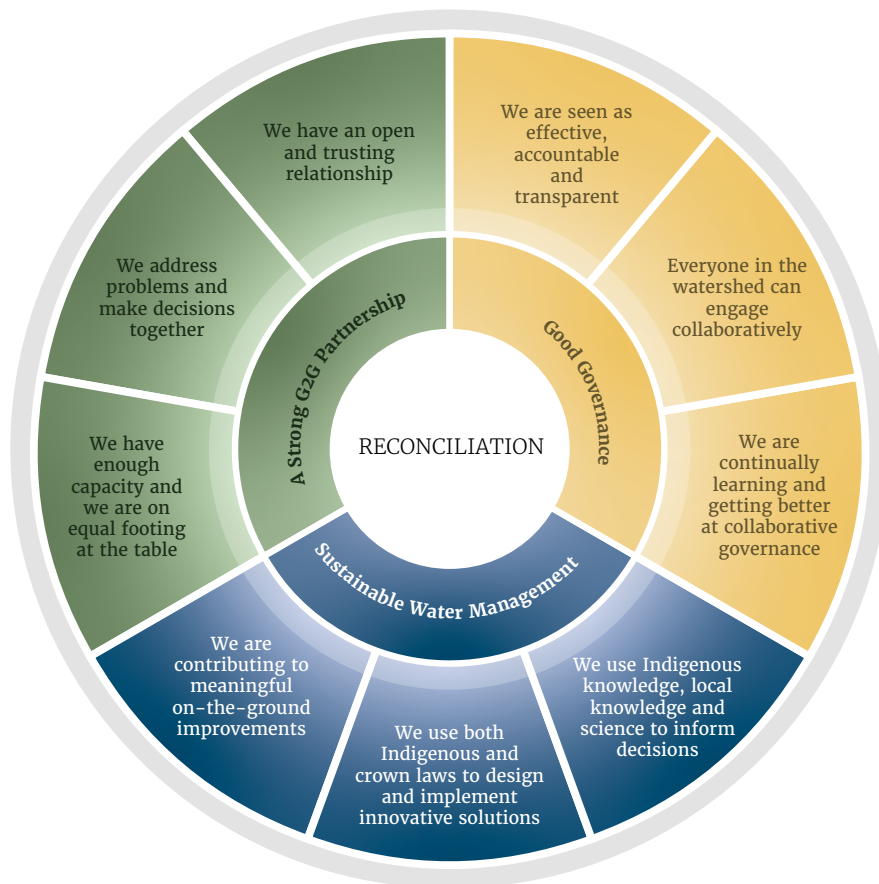 We have an open
and trusting
relationship
We are seen as
effective,
accountable
and
transparent
We address
problems and
make decisions
together
Everyone in the
watershed can
engage
collaboratively
A Strong G2G Partnership
Good Governance
RECONCILIATION
We have
enough
capacity and
we are on
equal footing
at the table
We are
continually
learning and
getting better
at collaborative
governance
Sustainable Water Management
We are
contributing to
meaningful
on-the-ground
improvements
We use both
Indigenous and
crown laws to design
and implement
innovative solutions
We use Indigenous
knowledge, local
knowledge and
science to inform
decisions